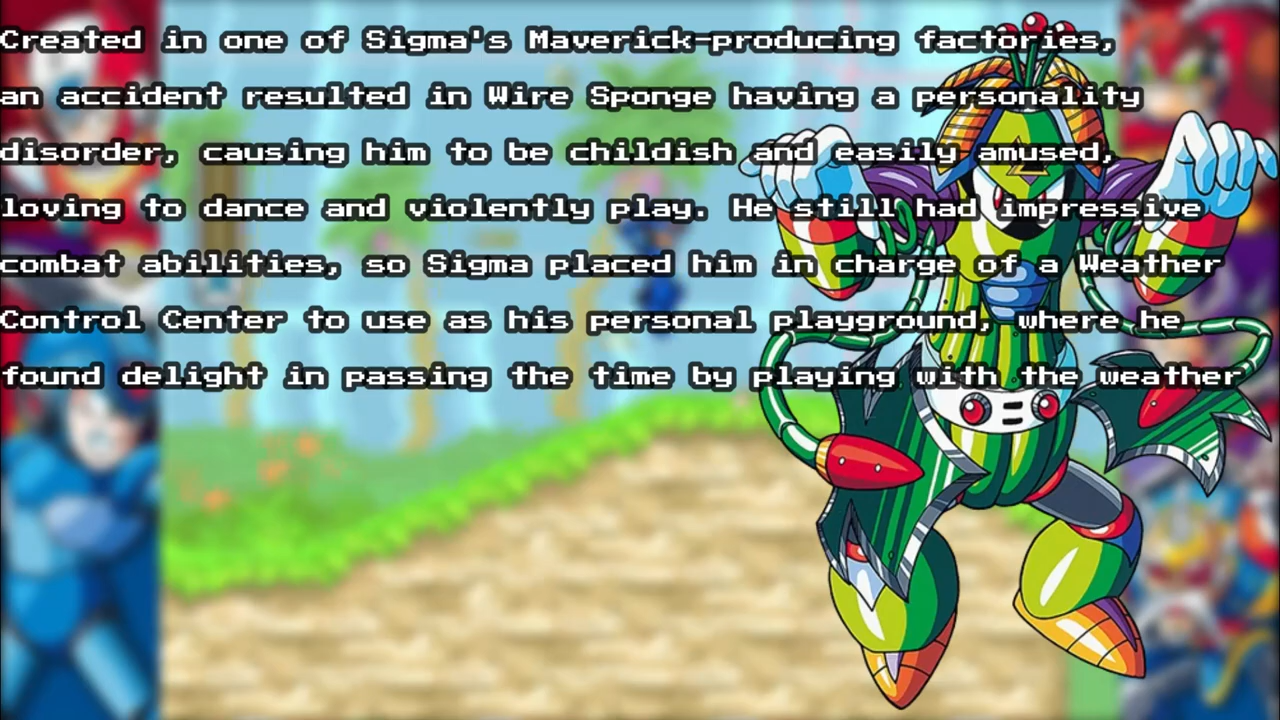 Created in one of Sigma's Maverick-producing factories,
an accident resulted in Wire Sponge having a personality
disorder, causing him to be childish and easily amused,
loving to dance and violently play. He still had impressive
combat abilities, so Sigma placed him in charge of a Weather
Control Center to use as his personal playground, where he
found delight in passing the time by playing with the weather